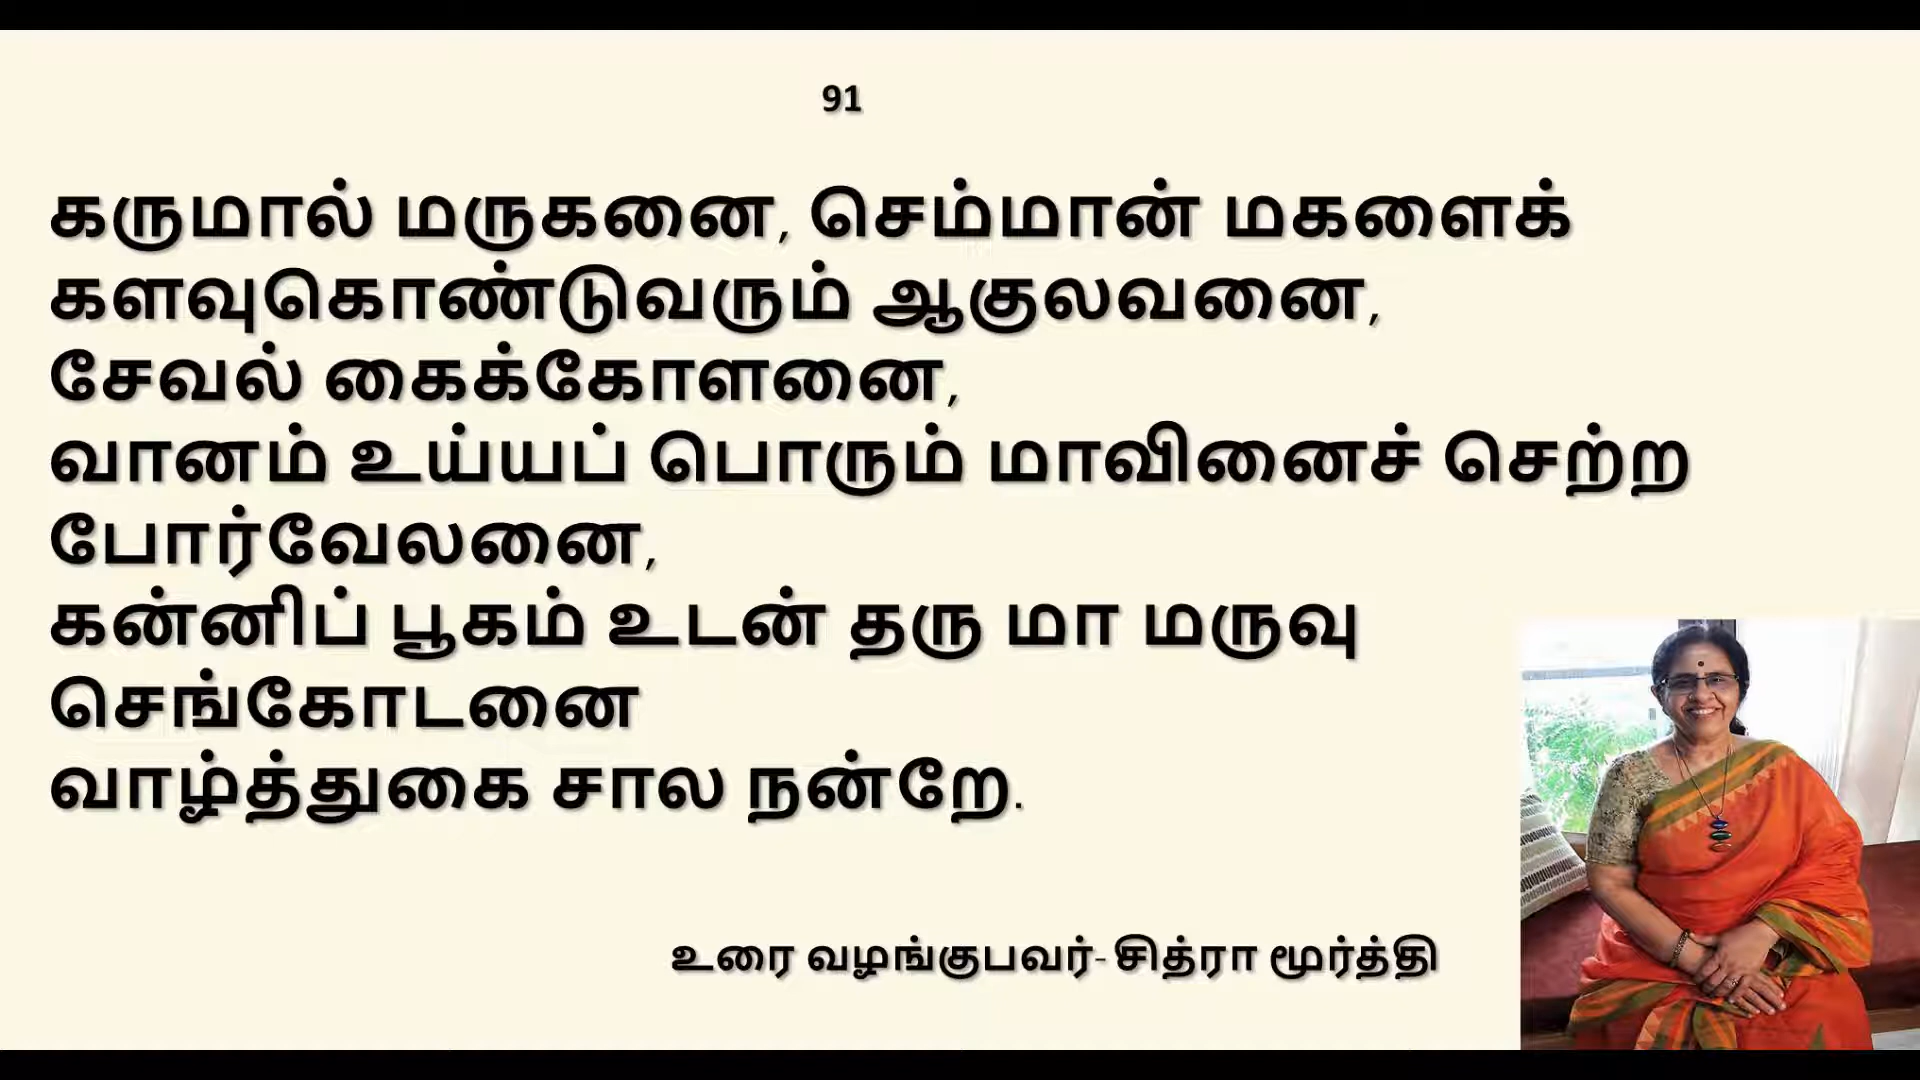 91
கருமால் மருகனை, செம்மான் மகளைக்
களவுகொண்டுவரும் ஆகுலவனை,
சேவல் கைக்கோளனை,
வானம் உய்யப் பொரும் மாவினைச் செற்ற
போர்வேலனை,
கன்னிப் பூகம் உடன் தரு மா மருவு
செங்கோடனை
வாழ்த்துகை சால நன்றே.
உரை வழங்குபவர்- சித்ரா மூர்த்தி